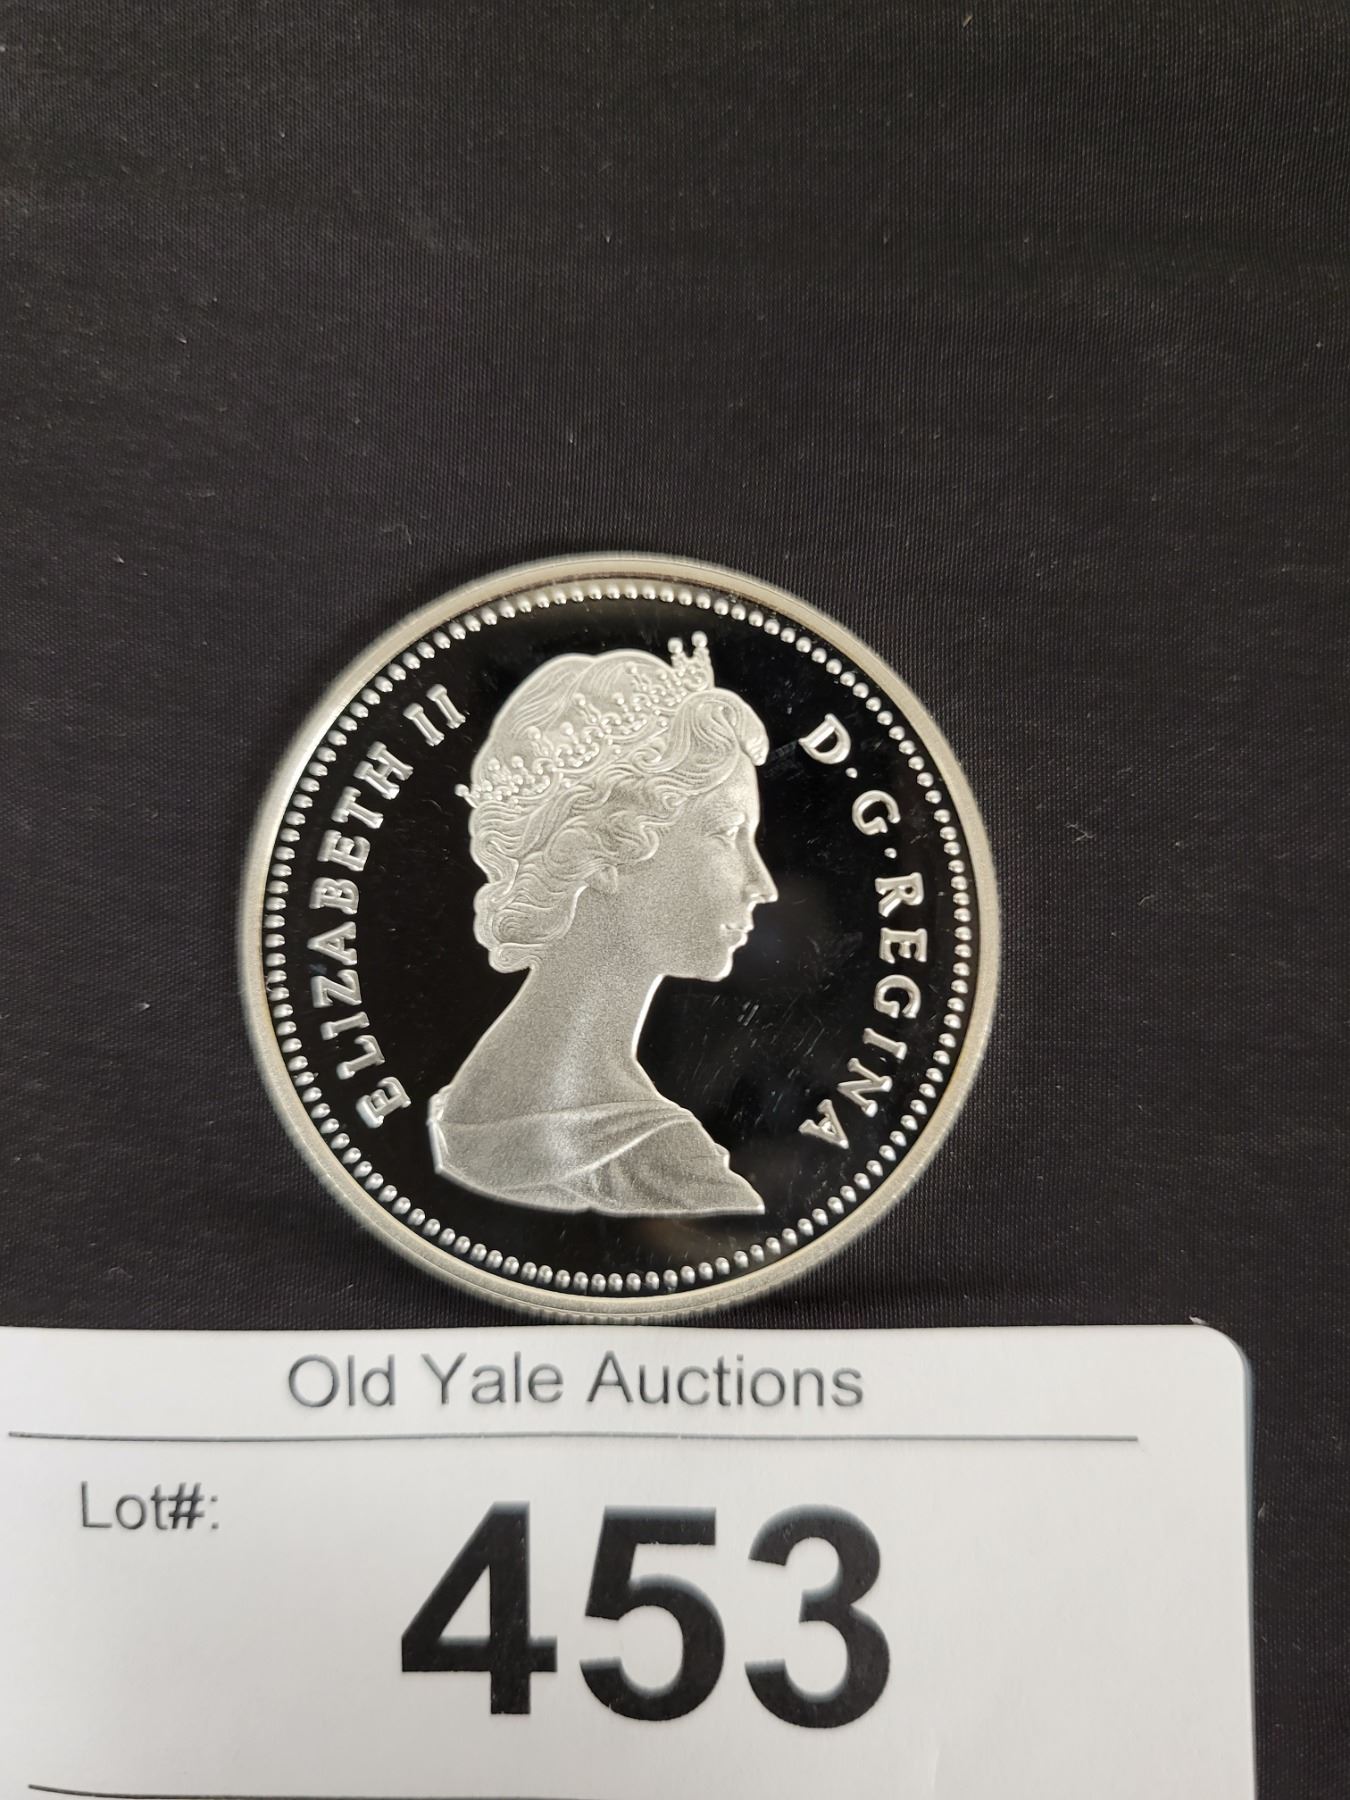 ELIZABETH II D·G·REGINA
Old Yale Auctions
Lot#:
453